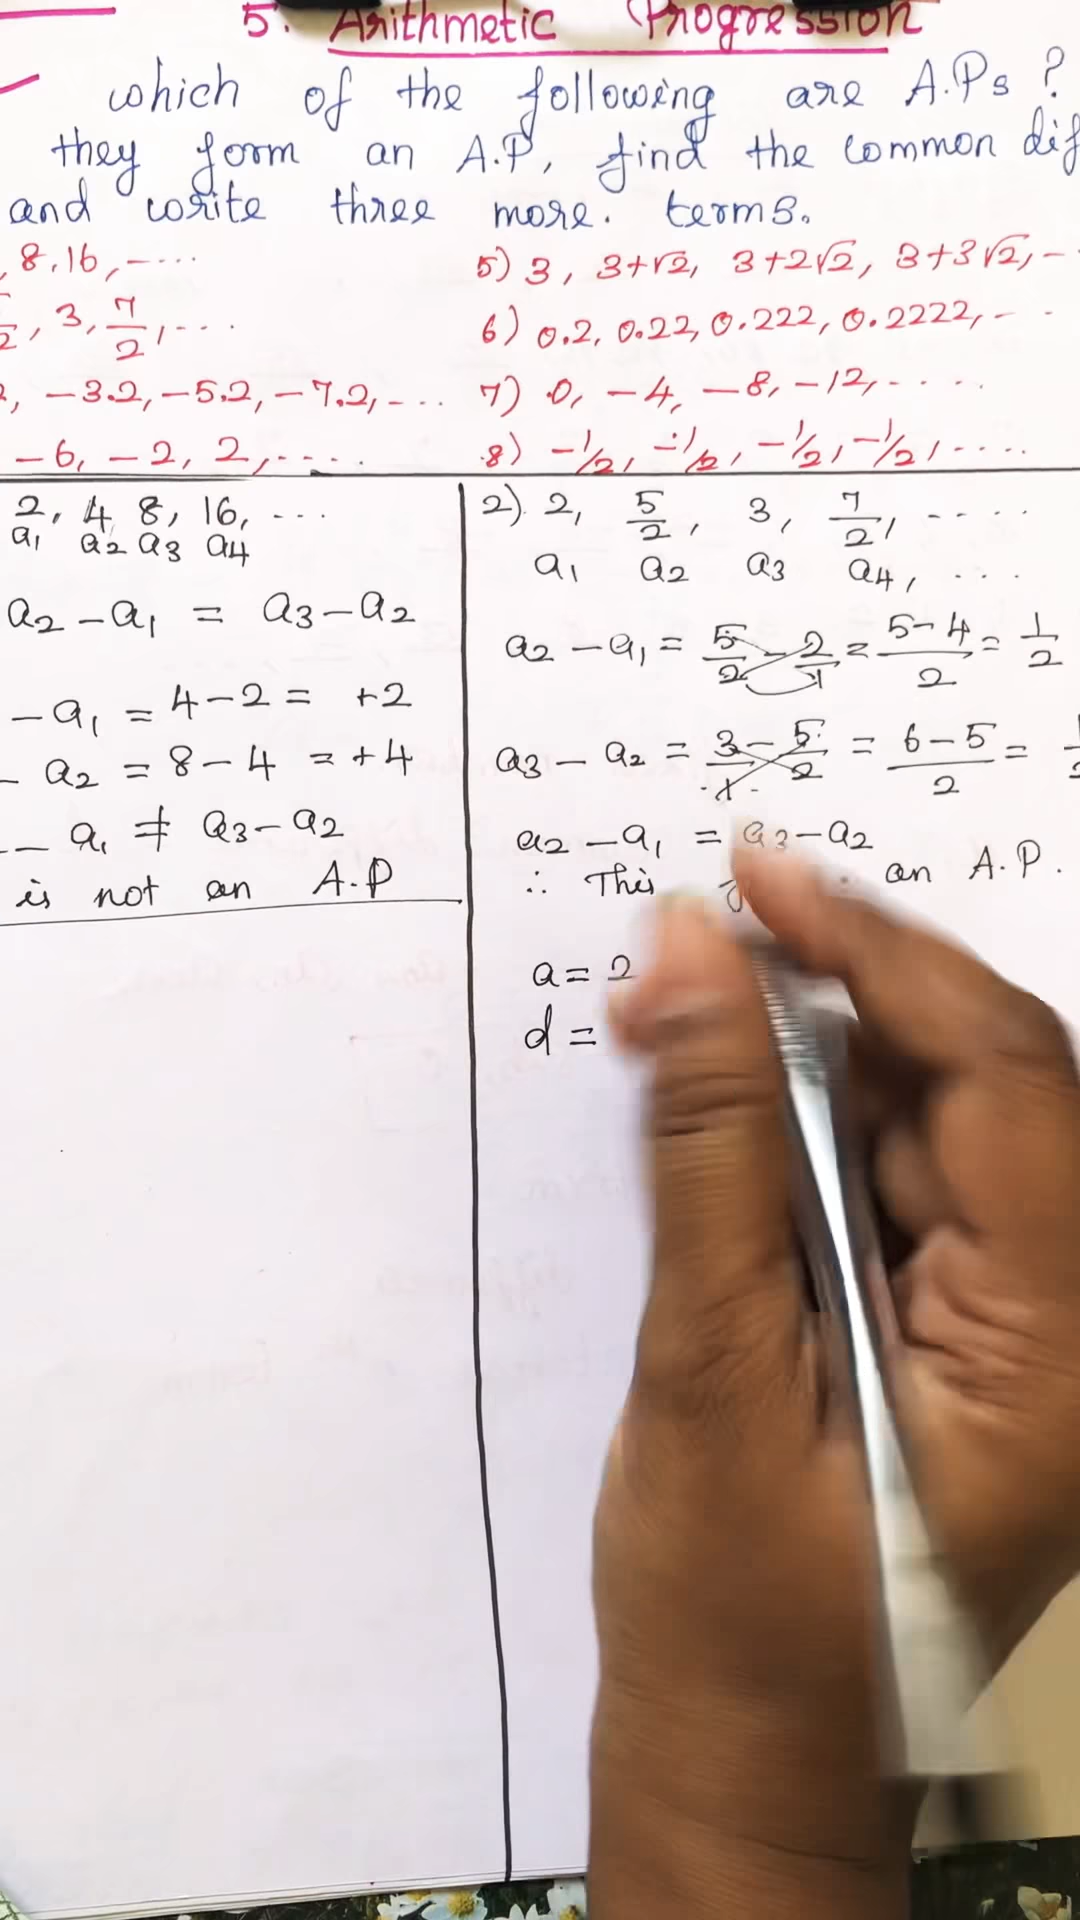 5. Arithmetic Progression
which of the following are A.Ps?
they form an A.P, find the common dif
and write three more. terms.
, 8,16, ----
/2, 3, 7/2, ...
, -3.2, -5.2, -7.2, ...
-6, -2, 2, ----
5) 3, 3+√2, 3+2√2, 3+3√2, -
6) 0.2, 0.22, 0.222, 0.2222, - -
7) 0, -4, -8, -12, ----
8) -1/2, -1/2, -1/2, -1/2, ----
2, 4, 8, 16, ---
a1 a2 a3 a4
a2 - a1 = a3 - a2
- a1 = 4 - 2 = +2
- a2 = 8 - 4 = +4
- a1 ≠ a3 - a2
is not an A.P
2) 2, 5/2, 3, 7/2, ----
a1 a2 a3 a4, ...
a2 - a1 = 5/2 - 2/1 = 5-4/2 = 1/2
a3 - a2 = 3/1 - 5/2 = 6-5/2 =
a2 - a1 = a3 - a2
∴ This an A.P.
a = 2
d =